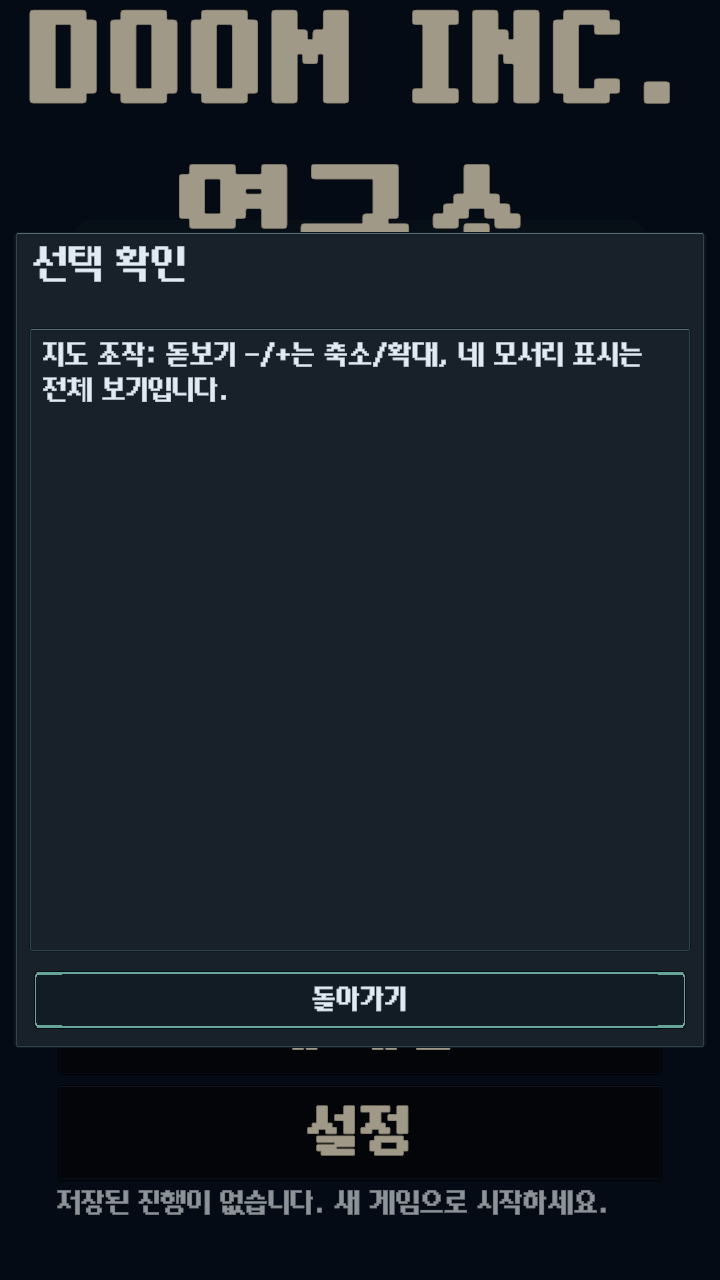 DOOM INC.
연구소
선택 확인
지도 조작: 돋보기 -/+는 축소/확대, 네 모서리 표시는
전체 보기입니다.
돌아가기
설정
저장된 진행이 없습니다. 새 게임으로 시작하세요.